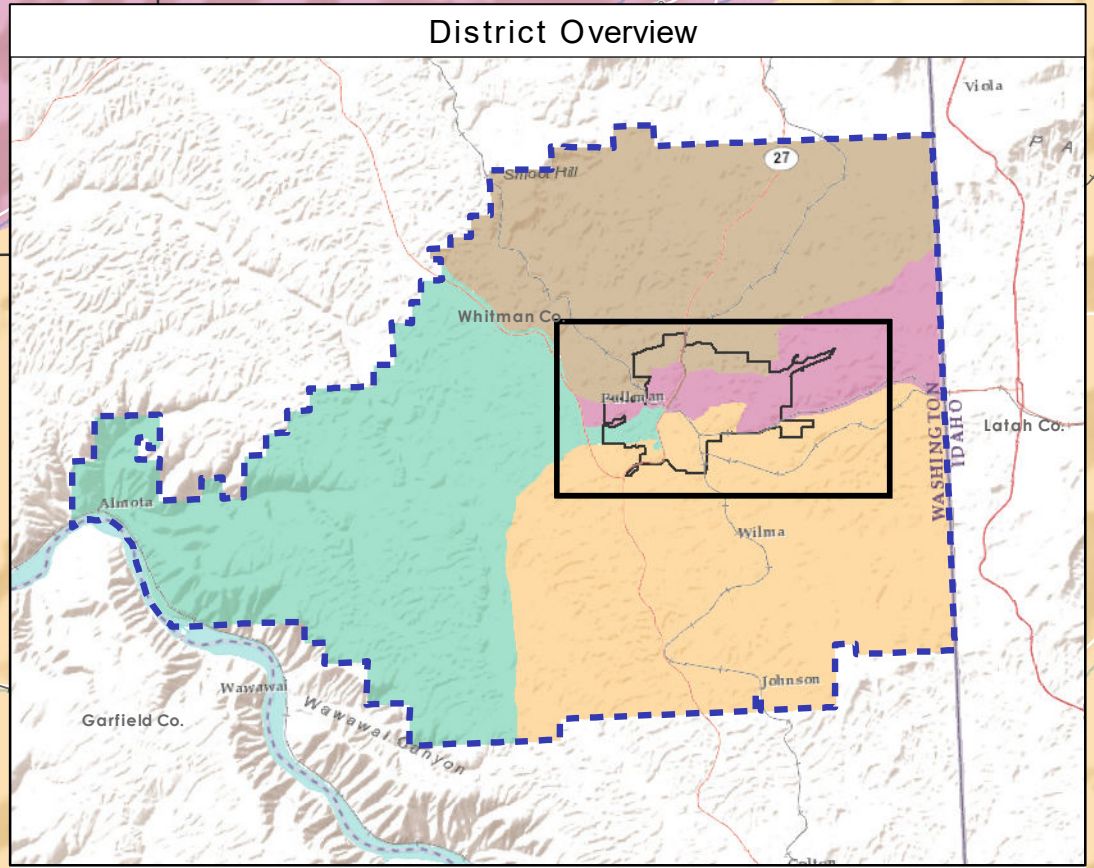 District Overview
Viola
P A
27
Smoot Hill
Whitman Co.
Pullman
WASHINGTON
IDAHO
Latah Co.
Almota
Wilma
Johnson
Wawawai
Wawawai Canyon
Garfield Co.
Colton